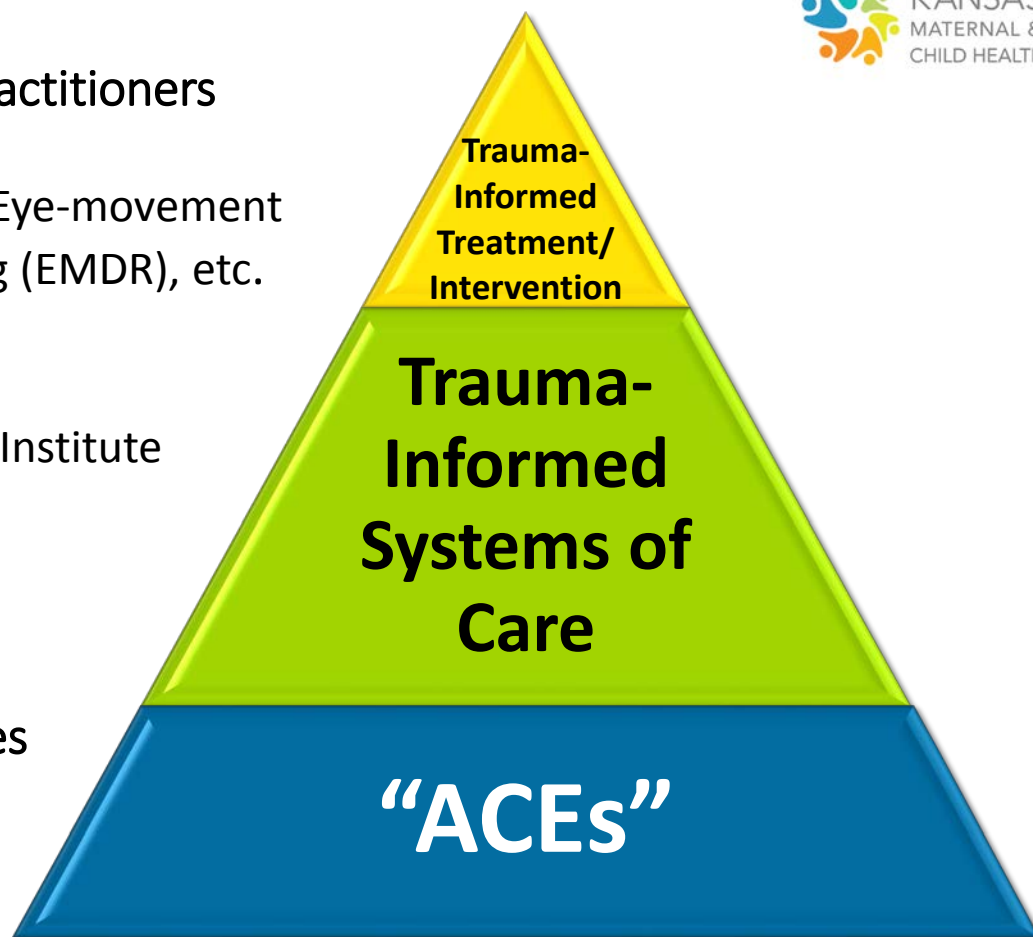 KANSAS
MATERNAL &
CHILD HEALTH
actitioners
Eye-movement
g (EMDR), etc.
Institute
es
Trauma-
Informed
Treatment/
Intervention
Trauma-
Informed
Systems of
Care
“ACEs”